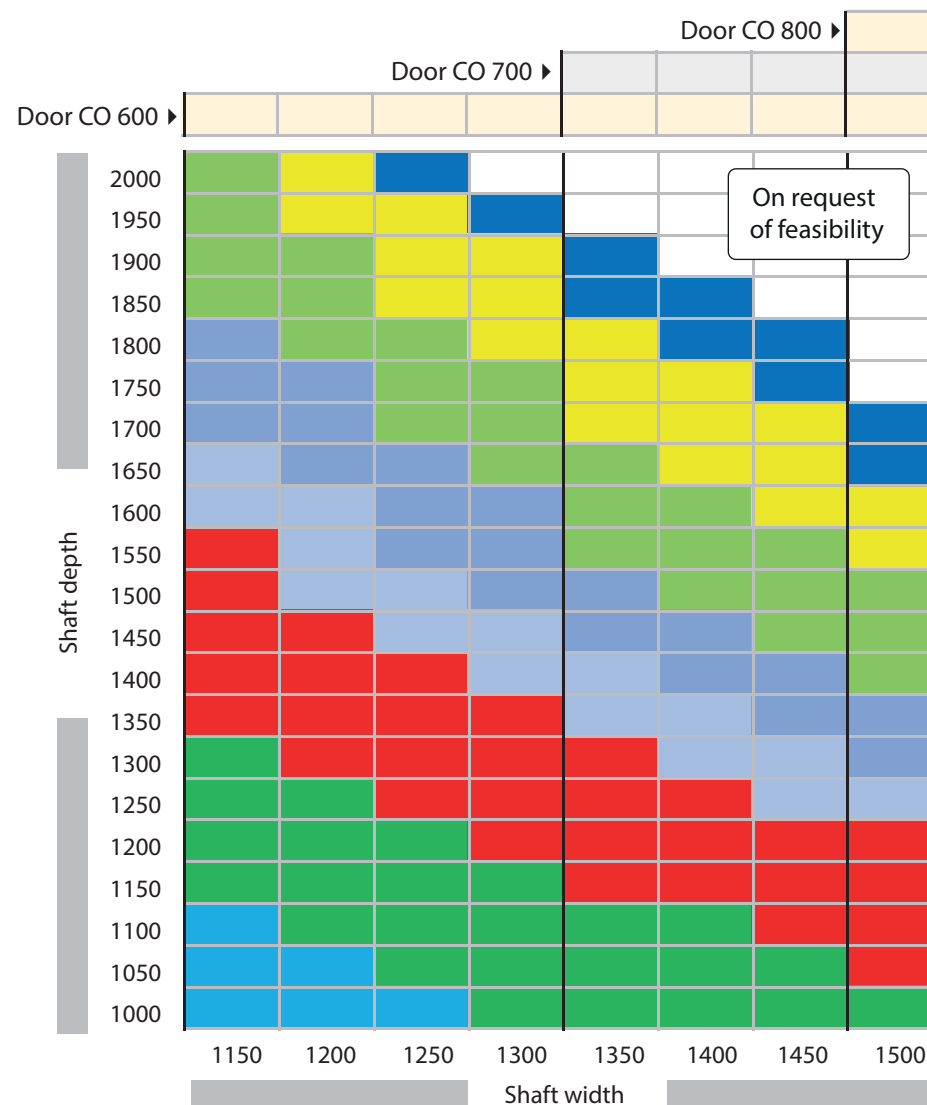 Door CO 800
Door CO 700
Door CO 600
On request
of feasibility
2000
1950
1900
1850
1800
1750
1700
1650
1600
1550
1500
1450
1400
1350
1300
1250
1200
1150
1100
1050
1000
Shaft depth
1150 1200 1250 1300 1350 1400 1450 1500
Shaft width